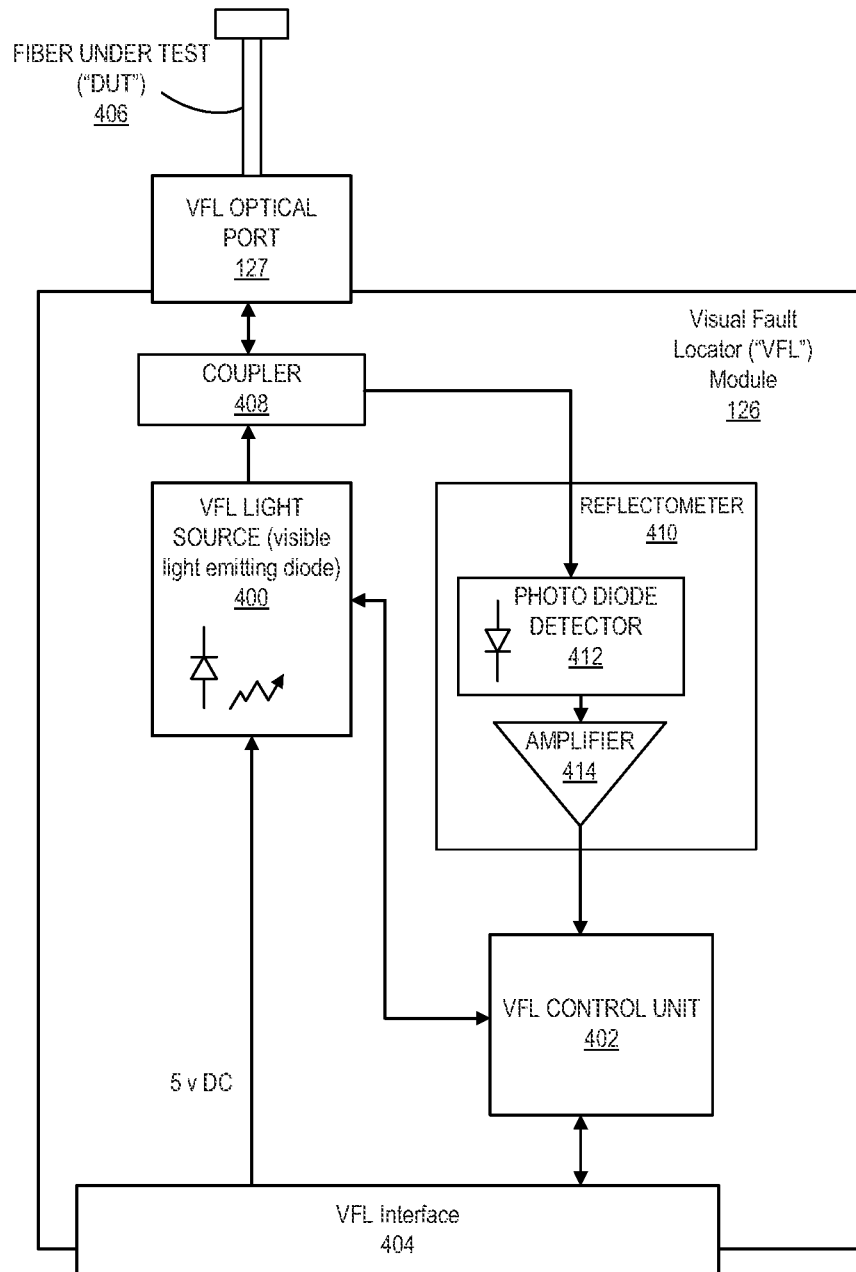 FIBER UNDER TEST
(“DUT”)
406
VFL OPTICAL
PORT
127
Visual Fault
Locator (“VFL”)
Module
126
COUPLER
408
VFL LIGHT
SOURCE (visible
light emitting diode)
400
REFLECTOMETER
410
PHOTO DIODE
DETECTOR
412
AMPLIFIER
414
VFL CONTROL UNIT
402
5 v DC
VFL Interface
404